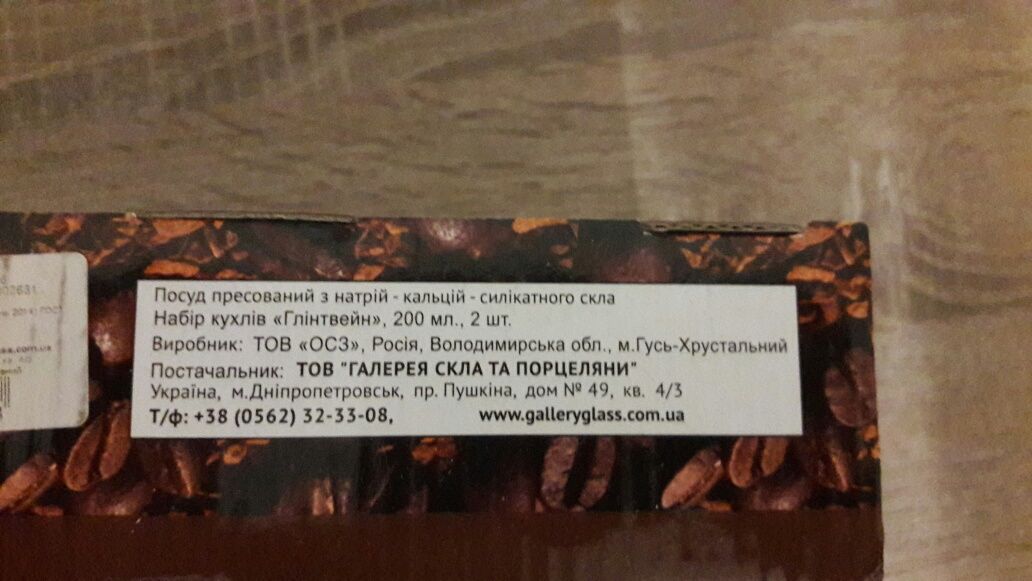 Посуд пресований з натрій - кальцій - силікатного скла
Набір кухлів «Глінтвейн», 200 мл., 2 шт.
Виробник: ТОВ «ОСЗ», Росія, Володимирська обл., м.Гусь-Хрустальний
Постачальник: ТОВ "ГАЛЕРЕЯ СКЛА ТА ПОРЦЕЛЯНИ"
Україна, м.Дніпропетровськ, пр. Пушкіна, дом № 49, кв. 4/3
Т/ф: +38 (0562) 32-33-08, www.galleryglass.com.ua